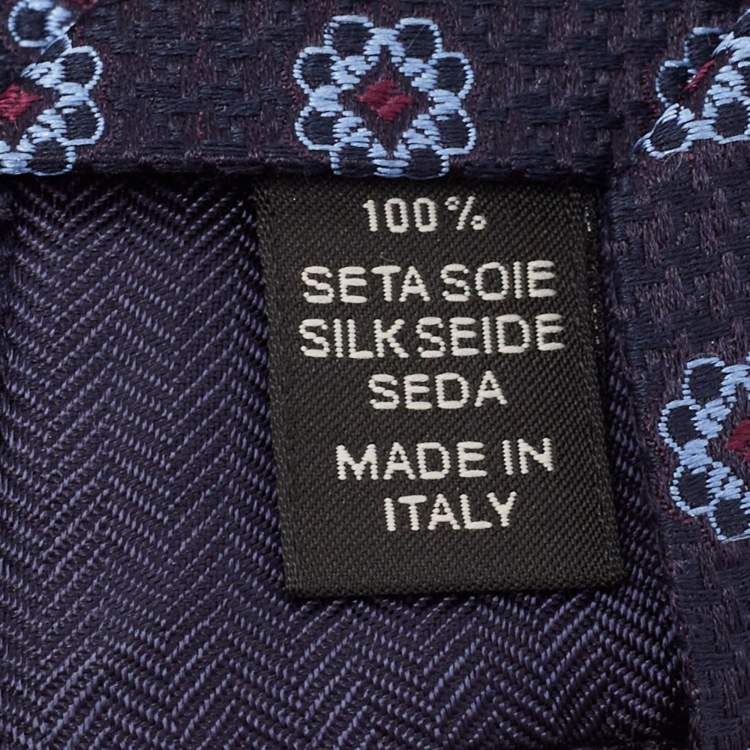 100%
SETA SOIE
SILK SEIDE
SEDA
MADE IN
ITALY